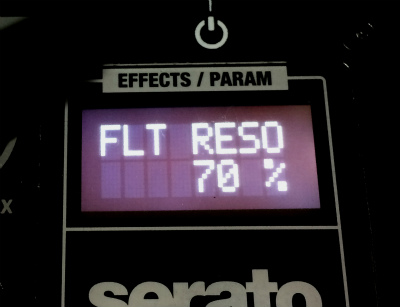 EFFECTS / PARAM
FLT RESO
70 %
serato
X